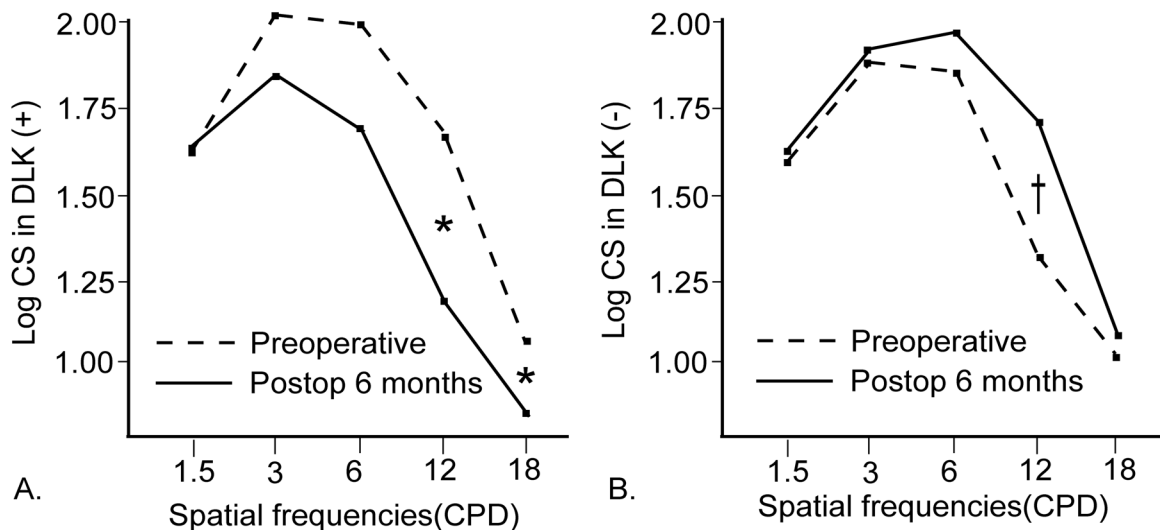 2.00
1.75
1.50
1.25
1.00
Log CS in DLK (+)
*
*
Preoperative
Postop 6 months
1.5 3 6 12 18
Spatial frequencies(CPD)
A.
2.00
1.75
1.50
1.25
1.00
Log CS in DLK (-)
†
Preoperative
Postop 6 months
1.5 3 6 12 18
Spatial frequencies(CPD)
B.